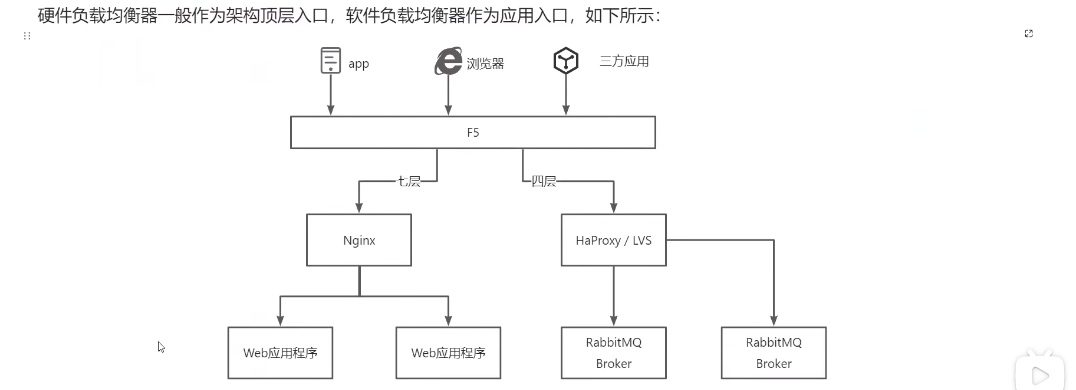 硬件负载均衡器一般作为架构顶层入口，软件负载均衡器作为应用入口，如下所示：
app
浏览器
三方应用
F5
七层
四层
Nginx
HaProxy / LVS
Web应用程序
Web应用程序
RabbitMQ
Broker
RabbitMQ
Broker